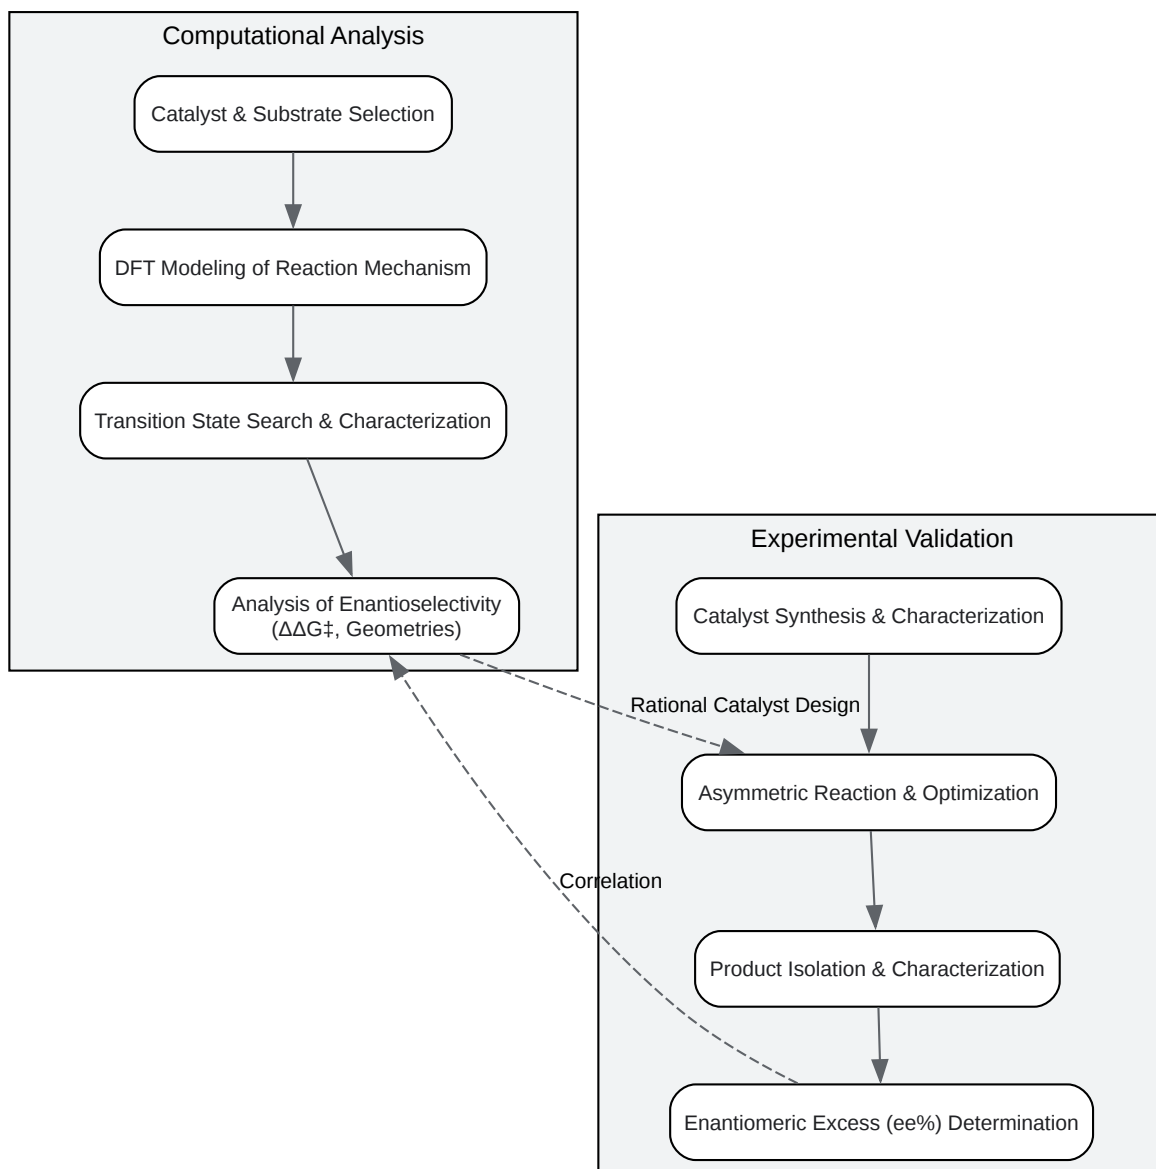 Computational Analysis
Catalyst & Substrate Selection
DFT Modeling of Reaction Mechanism
Transition State Search & Characterization
Analysis of Enantioselectivity
(ΔΔG‡, Geometries)
Experimental Validation
Catalyst Synthesis & Characterization
Rational Catalyst Design
Asymmetric Reaction & Optimization
Correlation
Product Isolation & Characterization
Enantiomeric Excess (ee%) Determination